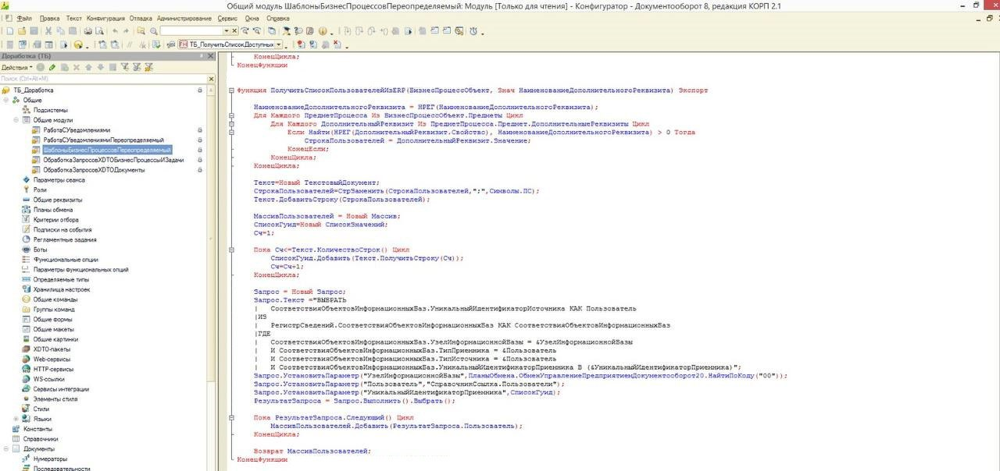 Общий модуль ШаблоныБизнесПроцессовПереопределяемый: Модуль [Только для чтения] - Конфигуратор - Документооборот 8, редакция КОРП 2.1
Файл Правка Текст Конфигурация Отладка Администрирование Сервис Окна Справка
ТБ_ПолучитьСписокДоступных
Доработка (ТБ)
Действия
Поиск (Ctrl+Alt+M)
ТБ_Доработка
Общие
Подсистемы
Общие модули
РаботаСУведомлениями
РаботаСУведомлениямиПереопределяемый
ШаблоныБизнесПроцессовПереопределяемый
ОбработкаЗапросовXDTOБизнесПроцессыИЗадачи
ОбработкаЗапросовXDTOДокументы
Параметры сеанса
Роли
Общие реквизиты
Планы обмена
Критерии отбора
Подписки на события
Регламентные задания
Боты
Функциональные опции
Параметры функциональных опций
Определяемые типы
Хранилища настроек
Общие команды
Группы команд
Общие формы
Общие макеты
Общие картинки
XDTO-пакеты
Web-сервисы
HTTP-сервисы
WS-ссылки
Сервисы интеграции
Элементы стиля
Стили
Языки
Константы
Справочники
Документы
Нумераторы
Последовательности
КонецЦикла;
КонецФункции
Функция ПолучитьСписокПользователейИзERP(БизнесПроцессОбъект, Знач НаименованиеДополнительногоРеквизита) Экспорт
НаименованиеДополнительногоРеквизита = НРЕГ(НаименованиеДополнительногоРеквизита);
Для Каждого ПредметПроцесса Из БизнесПроцессОбъект.Предметы Цикл
Для Каждого ДополнительныйРеквизит Из ПредметПроцесса.Предмет.ДополнительныеРеквизиты Цикл
Если Найти(НРЕГ(ДополнительныйРеквизит.Свойство), НаименованиеДополнительногоРеквизита) > 0 Тогда
СтрокаПользователей = ДополнительныйРеквизит.Значение;
КонецЕсли;
КонецЦикла;
КонецЦикла;
Текст=Новый ТекстовыйДокумент;
СтрокаПользователей=СтрЗаменить(СтрокаПользователей,";",Символы.ПС);
Текст.ДобавитьСтроку(СтрокаПользователей);
МассивПользователей = Новый Массив;
СписокГуид=Новый СписокЗначений;
Сч=1;
Пока Сч<=Текст.КоличествоСтрок() Цикл
СписокГуид.Добавить(Текст.ПолучитьСтроку(Сч));
Сч=Сч+1;
КонецЦикла;
Запрос = Новый Запрос;
Запрос.Текст ="ВЫБРАТЬ
| СоответствияОбъектовИнформационныхБаз.УникальныйИдентификаторИсточника КАК Пользователь
|ИЗ
| РегистрСведений.СоответствияОбъектовИнформационныхБаз КАК СоответствияОбъектовИнформационныхБаз
|ГДЕ
| СоответствияОбъектовИнформационныхБаз.УзелИнформационнойБазы = &УзелИнформационнойБазы
| И СоответствияОбъектовИнформационныхБаз.ТипПриемника = &Пользователь
| И СоответствияОбъектовИнформационныхБаз.ТипИсточника = &Пользователь
| И СоответствияОбъектовИнформационныхБаз.УникальныйИдентификаторПриемника В (&УникальныйИдентификаторПриемника)";
Запрос.УстановитьПараметр("УзелИнформационнойБазы",ПланыОбмена.ОбменУправлениеПредприятиемДокументооборот20.НайтиПоКоду("00"));
Запрос.УстановитьПараметр("Пользователь","СправочникСсылка.Пользователи");
Запрос.УстановитьПараметр("УникальныйИдентификаторПриемника",СписокГуид);
РезультатЗапроса = Запрос.Выполнить().Выбрать();
Пока РезультатЗапроса.Следующий() Цикл
МассивПользователей.Добавить(РезультатЗапроса.Пользователь);
КонецЦикла;
Возврат МассивПользователей;
КонецФункции